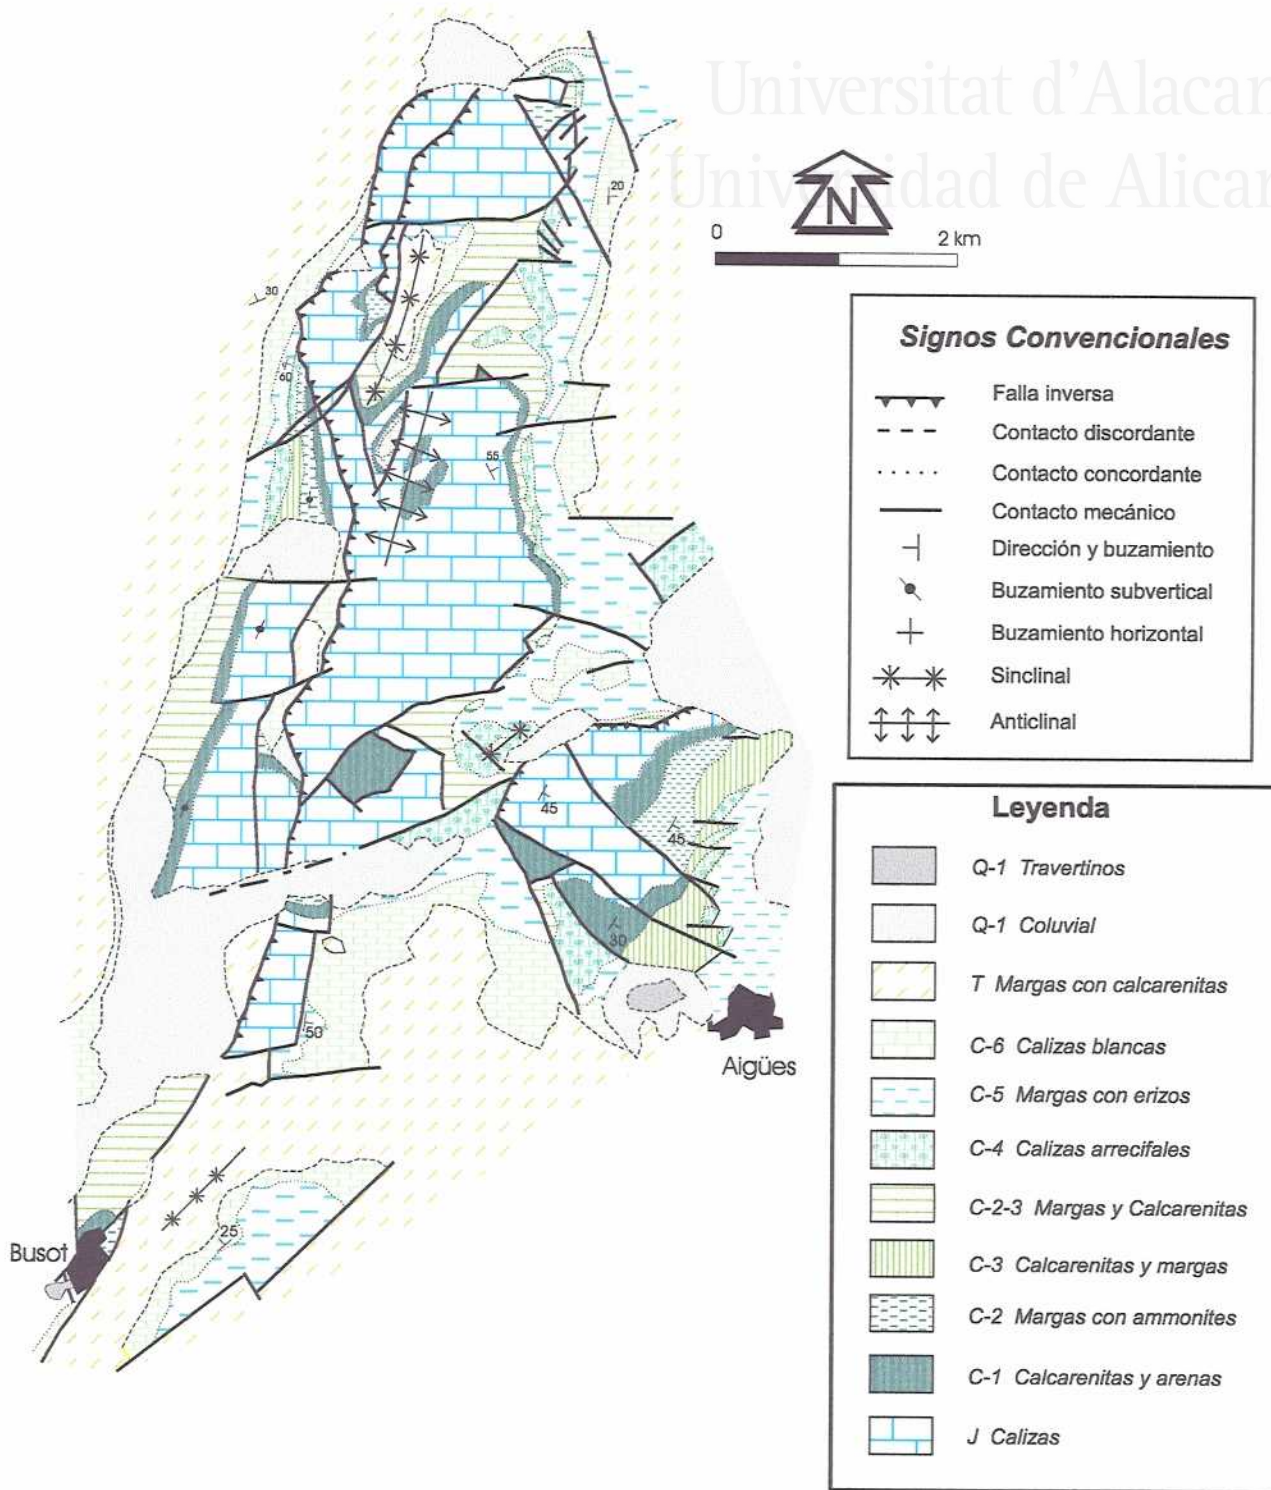 Universitat d'Alacan
Universidad de Alican
N
0
2 km
Signos Convencionales
Falla inversa
Contacto discordante
Contacto concordante
Contacto mecánico
Dirección y buzamiento
Buzamiento subvertical
Buzamiento horizontal
Sinclinal
Anticlinal
Leyenda
Q-1 Travertinos
Q-1 Coluvial
T Margas con calcarenitas
C-6 Calizas blancas
C-5 Margas con erizos
C-4 Calizas arrecifales
C-2-3 Margas y Calcarenitas
C-3 Calcarenitas y margas
C-2 Margas con ammonites
C-1 Calcarenitas y arenas
J Calizas
20
30
60
55
45
45
30
50
Aigües
25
Busot